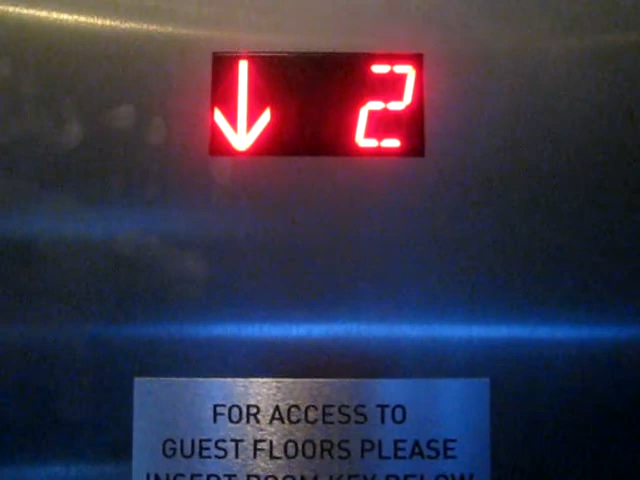 ↓ 2
FOR ACCESS TO
GUEST FLOORS PLEASE
INSERT ROOM KEY BELOW